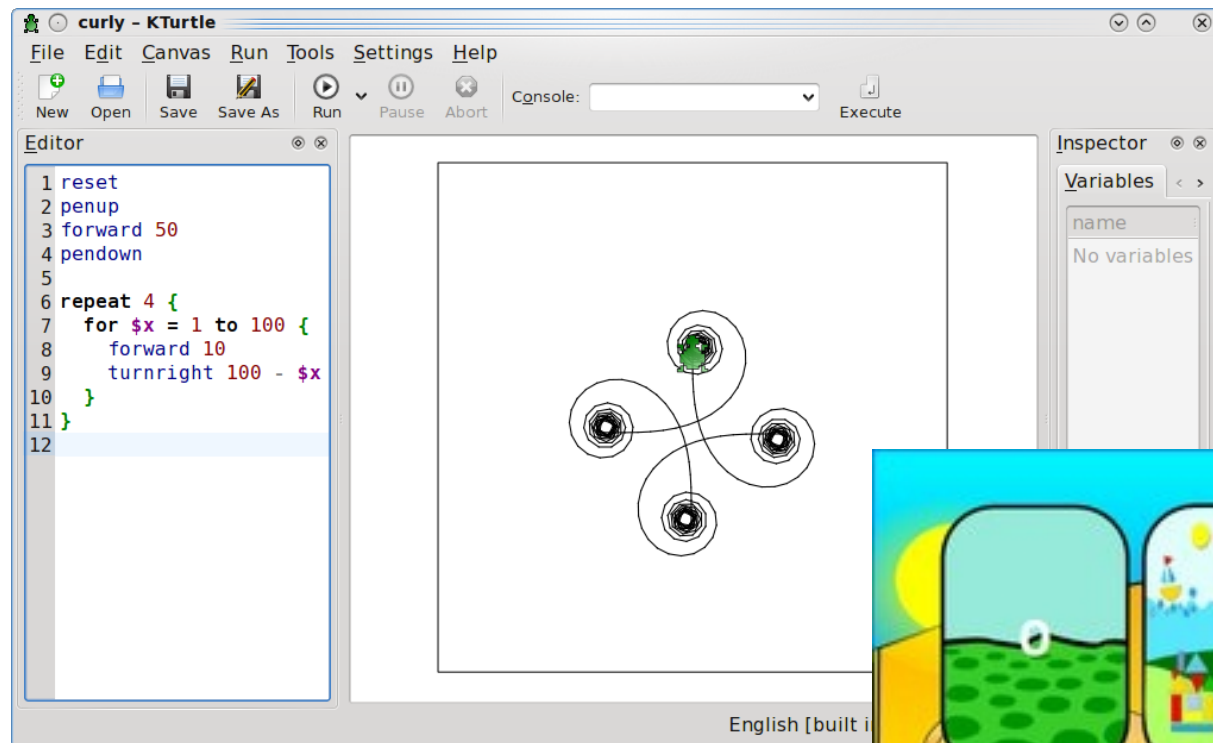 curly – KTurtle
File Edit Canvas Run Tools Settings Help
New Open Save Save As Run Pause Abort Console: Execute
Editor
Inspector
1 reset
2 penup
3 forward 50
4 pendown
5
6 repeat 4 {
7 for $x = 1 to 100 {
8 forward 10
9 turnright 100 - $x
10 }
11 }
12
Variables < >
name
No variables
0
English [built i